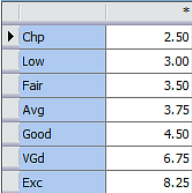 *
Chp 2.50
Low 3.00
Fair 3.50
Avg 3.75
Good 4.50
VGd 6.75
Exc 8.25